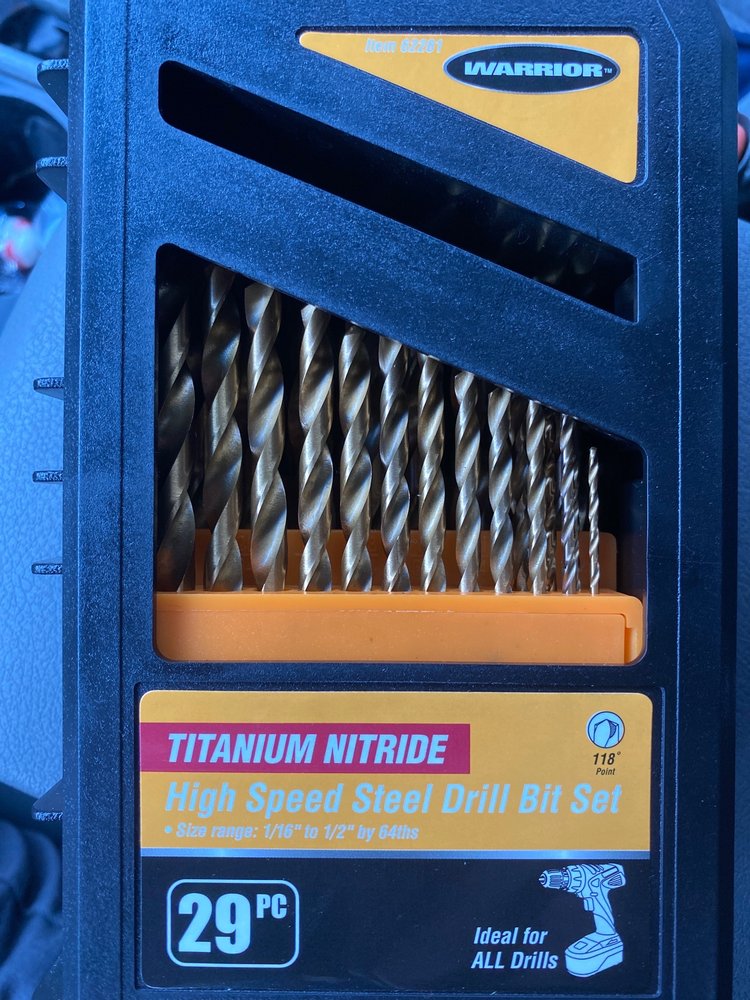 Item 62281
WARRIOR™
TITANIUM NITRIDE
118°
Point
High Speed Steel Drill Bit Set
• Size range: 1/16" to 1/2" by 64ths
29 PC
Ideal for
ALL Drills